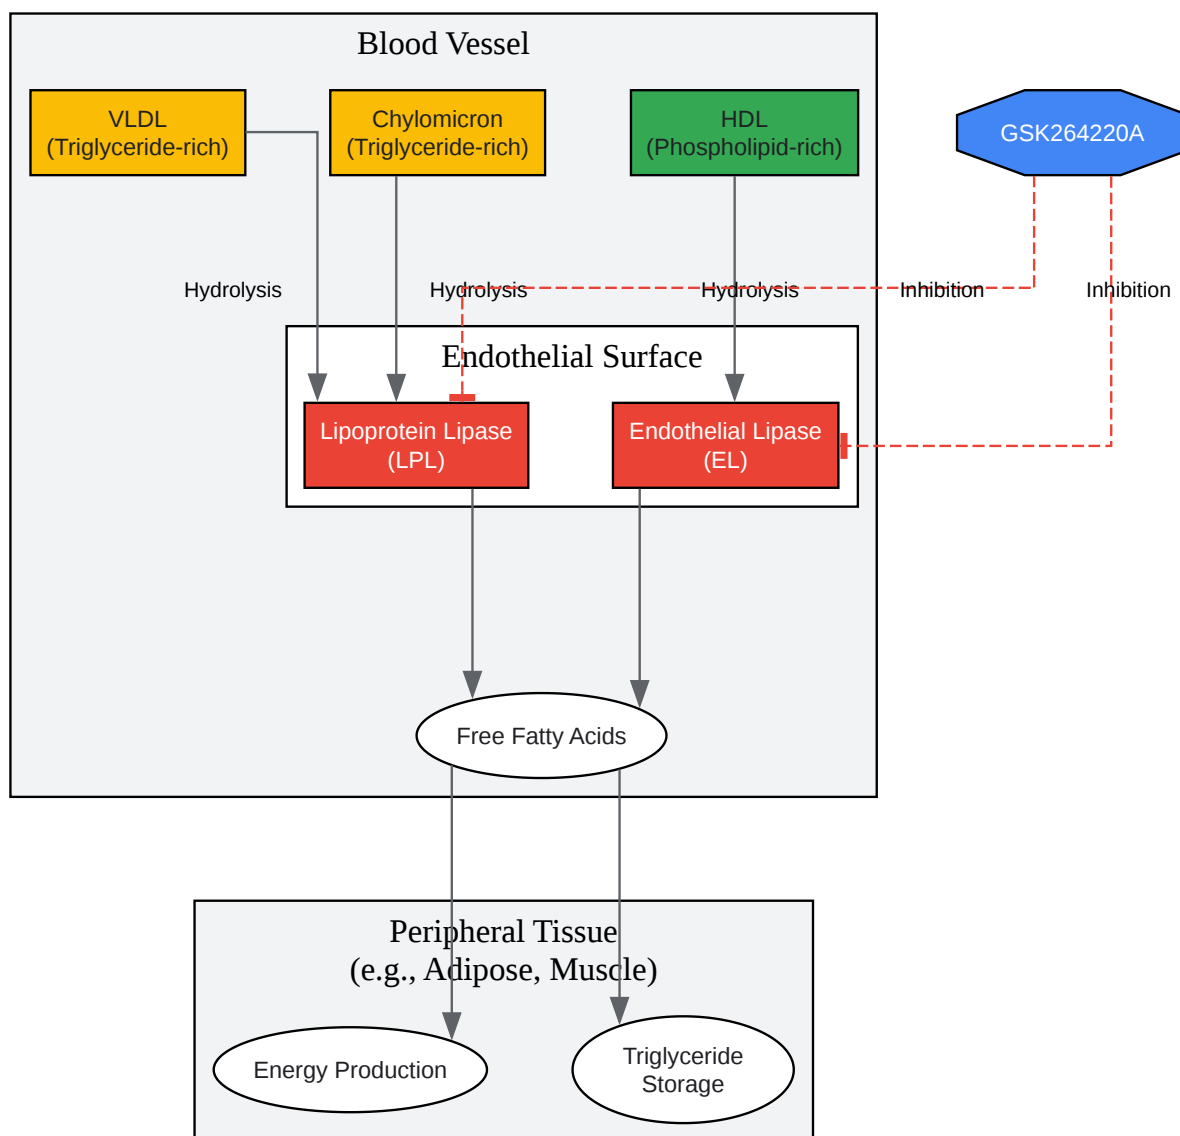 Blood Vessel
VLDL
(Triglyceride-rich)
Chylomicron
(Triglyceride-rich)
HDL
(Phospholipid-rich)
GSK264220A
Hydrolysis
Hydrolysis
Hydrolysis
Inhibition
Inhibition
Endothelial Surface
Lipoprotein Lipase
(LPL)
Endothelial Lipase
(EL)
Free Fatty Acids
Peripheral Tissue
(e.g., Adipose, Muscle)
Energy Production
Triglyceride
Storage